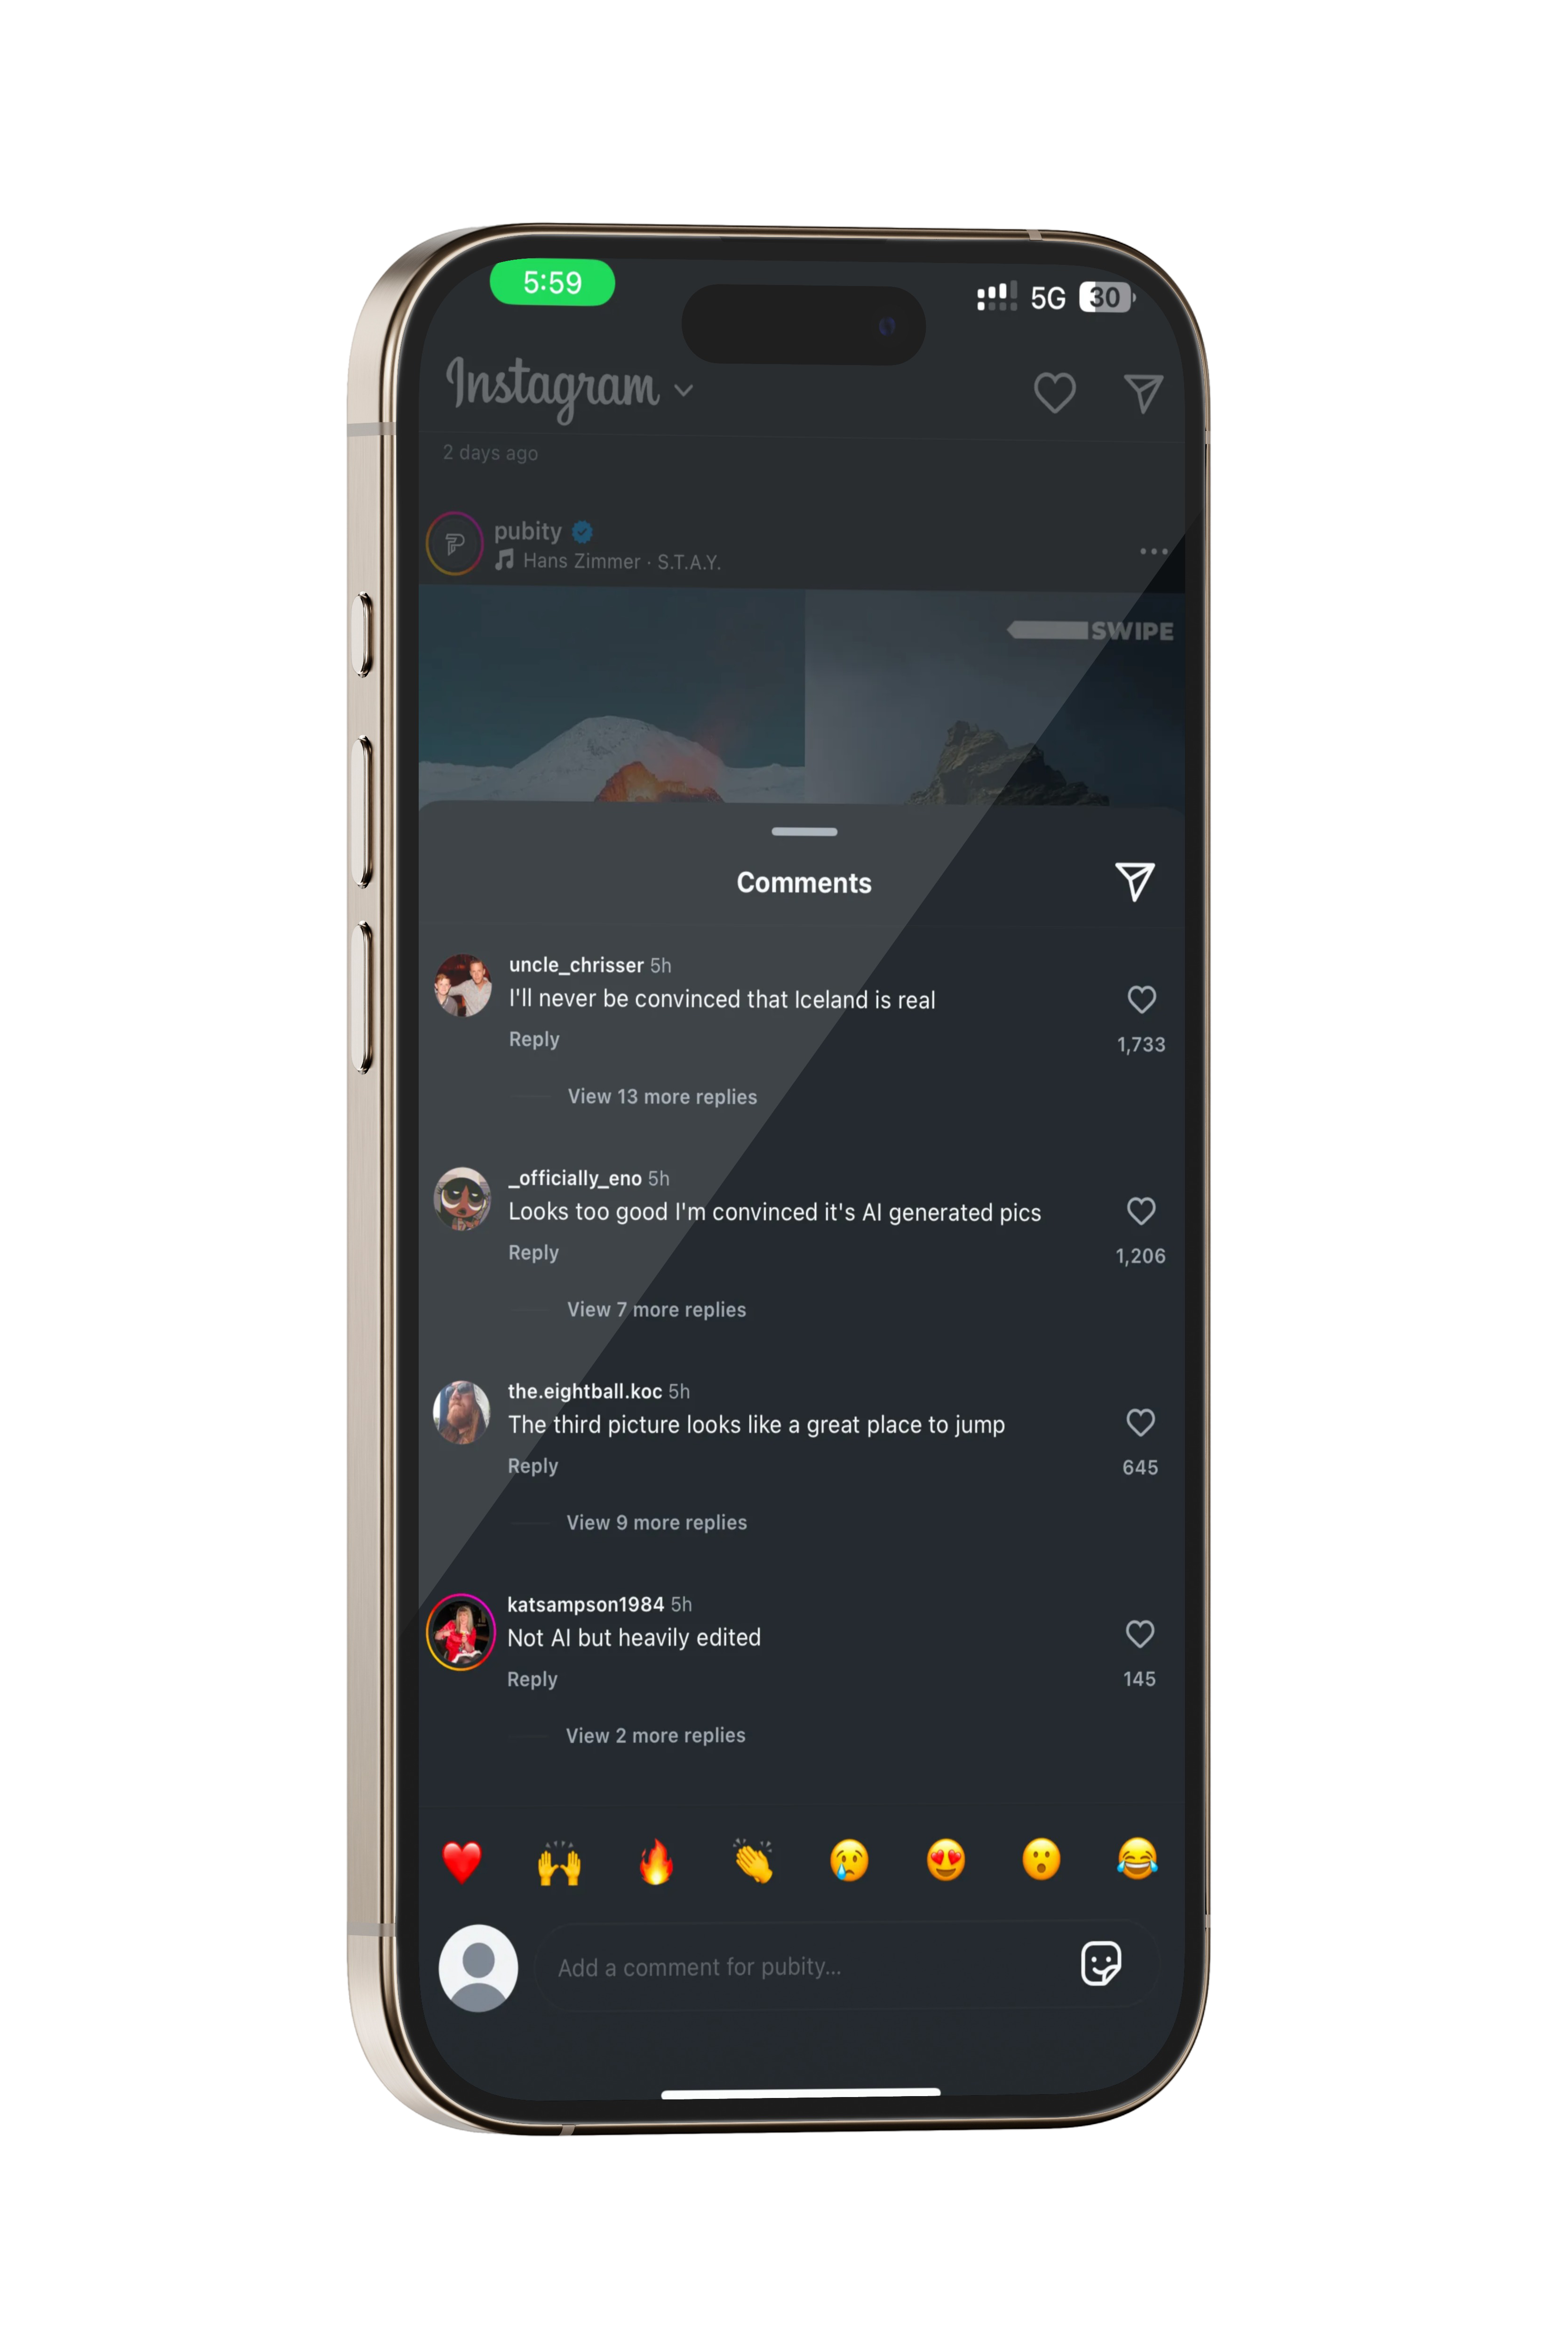 5:59
5G 30
Instagram
2 days ago
pubity
Hans Zimmer · S.T.A.Y.
SWIPE
Comments
uncle_chrisser 5h
I'll never be convinced that Iceland is real
Reply
1,733
View 13 more replies
_officially_eno 5h
Looks too good I'm convinced it's AI generated pics
Reply
1,206
View 7 more replies
the.eightball.koc 5h
The third picture looks like a great place to jump
Reply
645
View 9 more replies
katsampson1984 5h
Not AI but heavily edited
Reply
145
View 2 more replies
Add a comment for pubity...